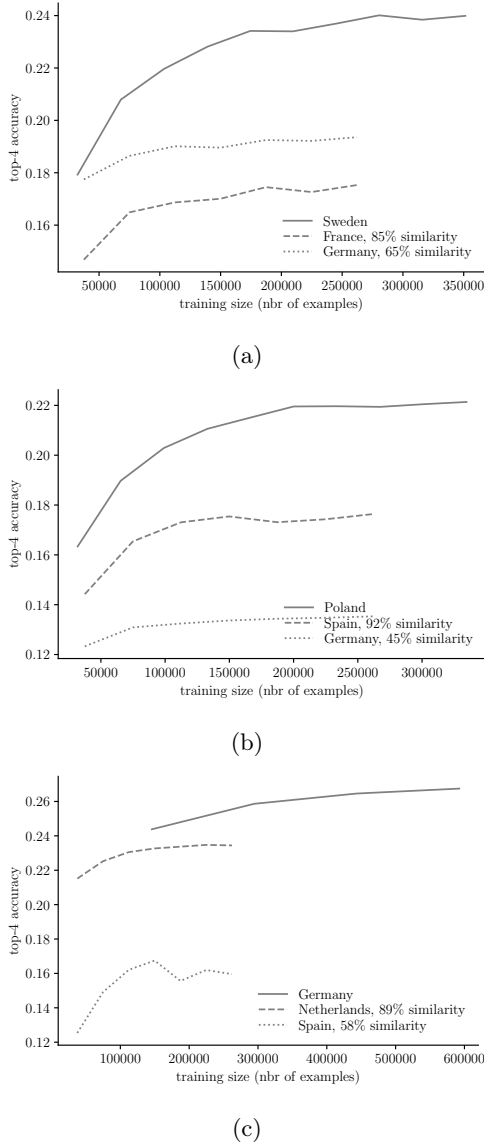 0.24
0.22
0.20
0.18
0.16
top-4 accuracy
Sweden
France, 85% similarity
Germany, 65% similarity
50000 100000 150000 200000 250000 300000 350000
training size (nbr of examples)
(a)
0.22
0.20
0.18
0.16
0.14
0.12
top-4 accuracy
Poland
Spain, 92% similarity
Germany, 45% similarity
50000 100000 150000 200000 250000 300000
training size (nbr of examples)
(b)
0.26
0.24
0.22
0.20
0.18
0.16
0.14
0.12
top-4 accuracy
Germany
Netherlands, 89% similarity
Spain, 58% similarity
100000 200000 300000 400000 500000 600000
training size (nbr of examples)
(c)